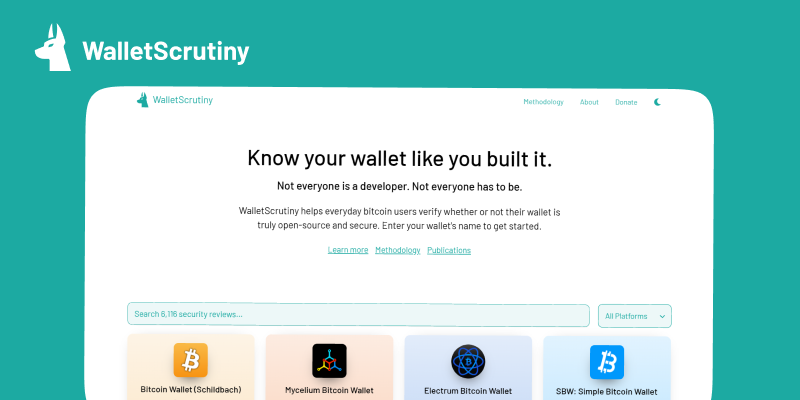 WalletScrutiny
WalletScrutiny
Methodology About Donate
Know your wallet like you built it.
Not everyone is a developer. Not everyone has to be.
WalletScrutiny helps everyday bitcoin users verify whether or not their wallet is
truly open-source and secure. Enter your wallet's name to get started.
Learn more Methodology Publications
Search 6,116 security reviews...
All Platforms
Bitcoin Wallet (Schildbach)
Mycelium Bitcoin Wallet
Electrum Bitcoin Wallet
SBW: Simple Bitcoin Wallet